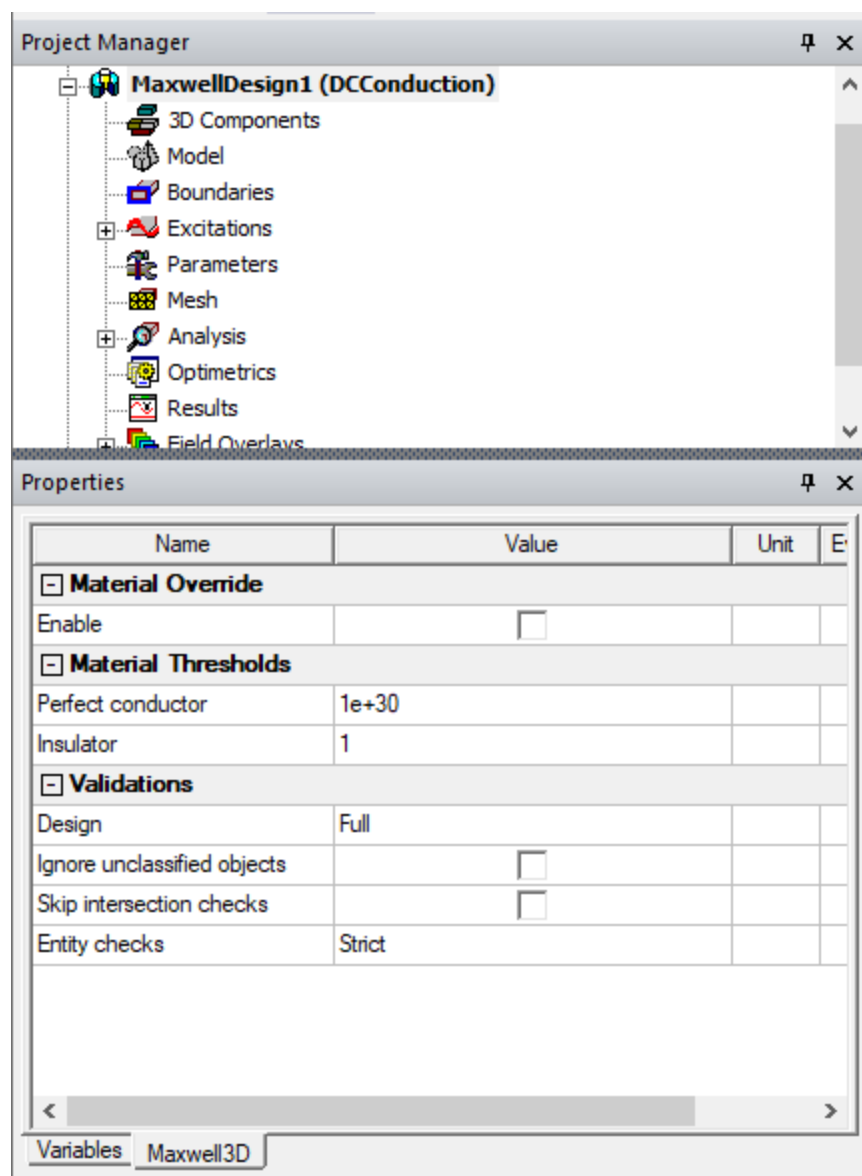 Project Manager
MaxwellDesign1 (DCConduction)
3D Components
Model
Boundaries
Excitations
Parameters
Mesh
Analysis
Optimetrics
Results
Field Overlays
Properties
Name Value Unit
Material Override
Enable
Material Thresholds
Perfect conductor 1e+30
Insulator 1
Validations
Design Full
Ignore unclassified objects
Skip intersection checks
Entity checks Strict
Variables Maxwell3D